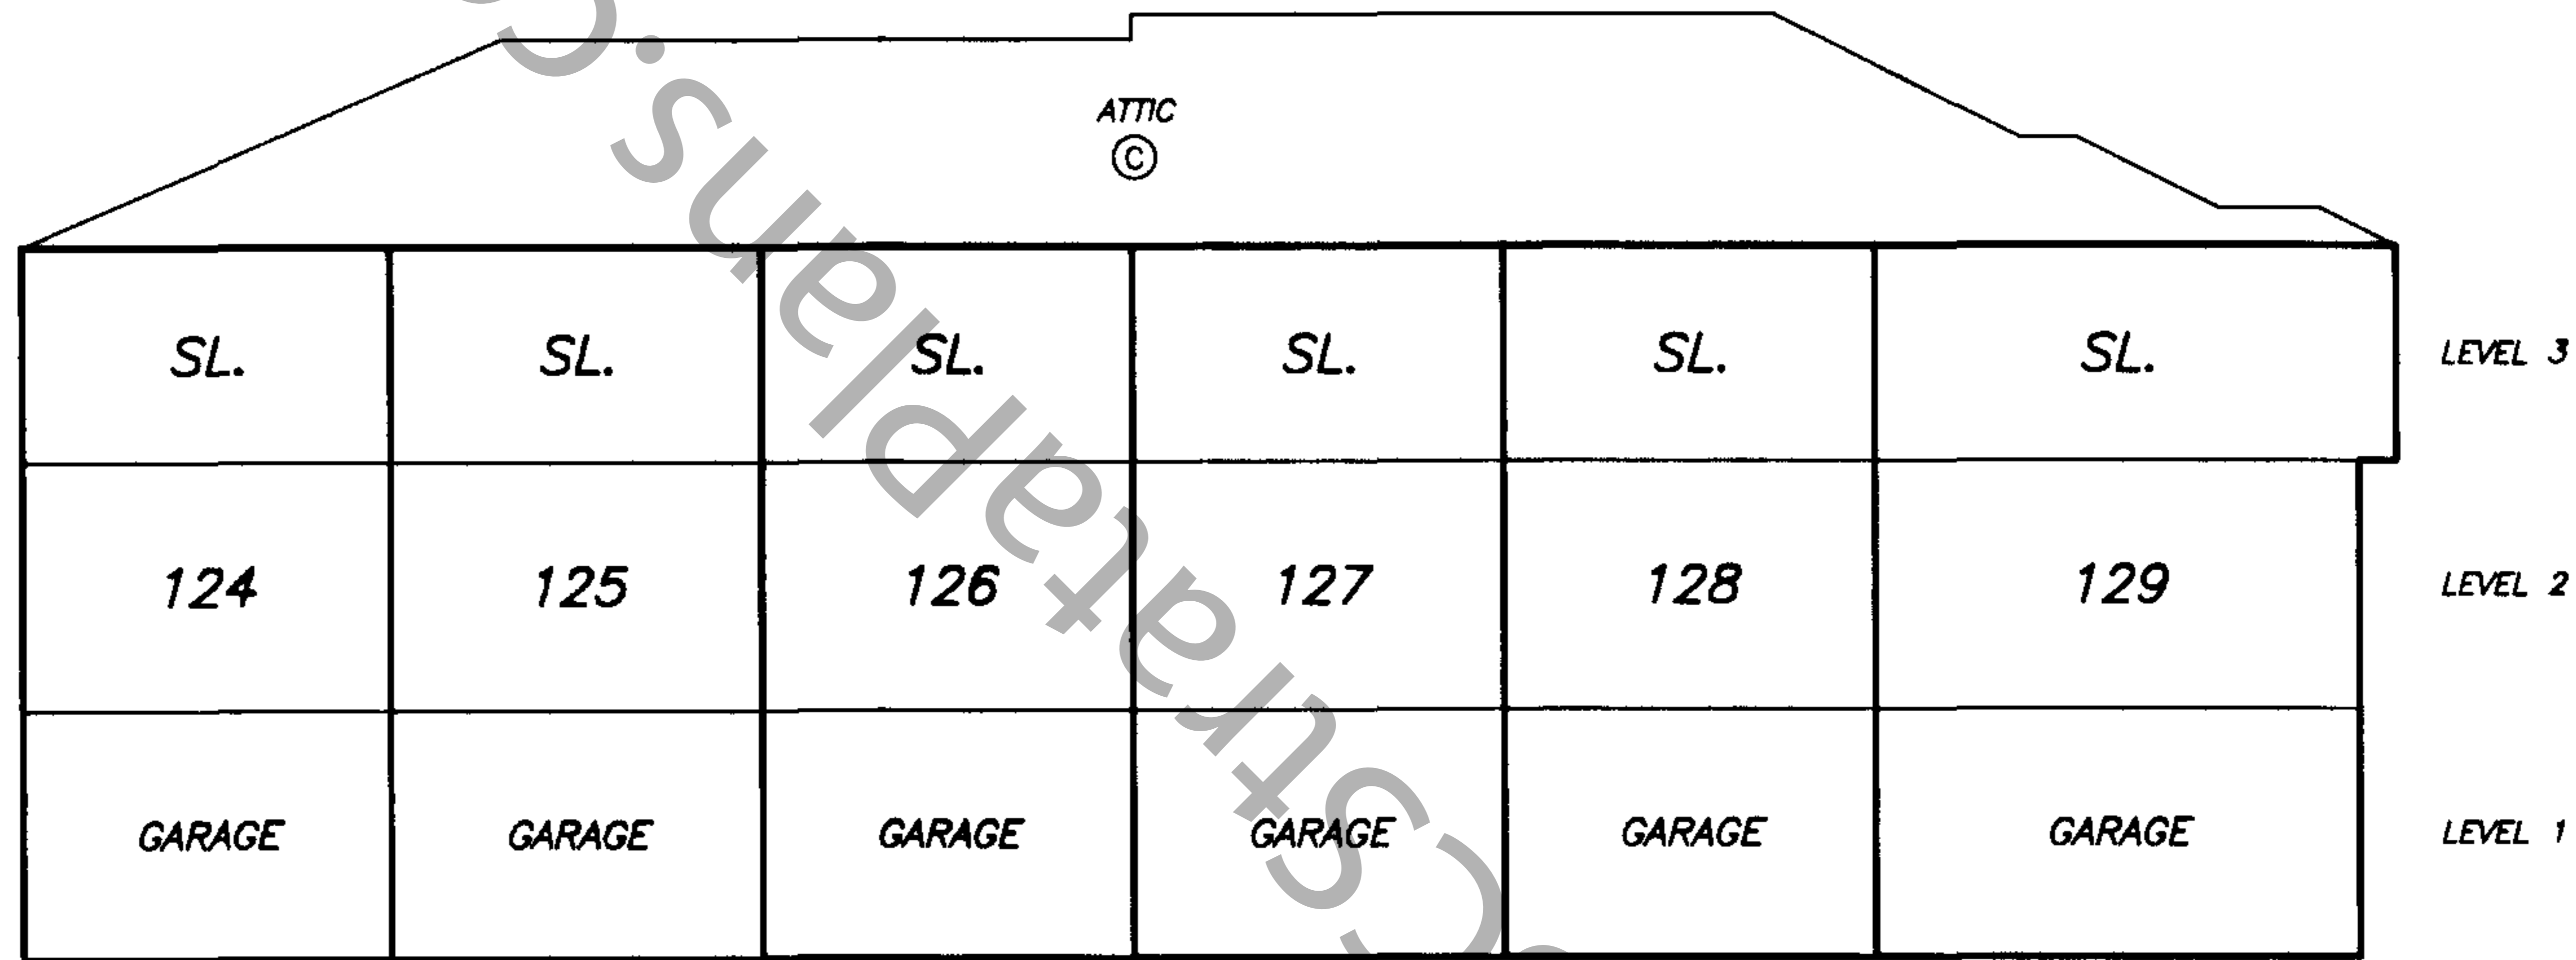 ATTIC
©
SL. SL. SL. SL. SL. SL. LEVEL 3
124 125 126 127 128 129 LEVEL 2
GARAGE GARAGE GARAGE GARAGE GARAGE GARAGE LEVEL 1
CStrataPlans.c